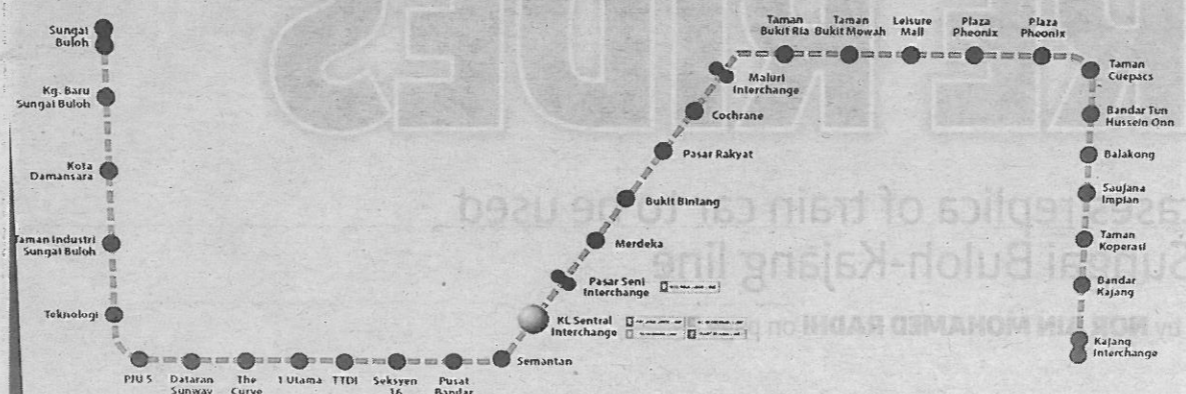 Sungai
Buloh
Kg. Baru
Sungai Buloh
Kota
Damansara
Taman Industri
Sungai Buloh
Teknologi
PJU 5
Dataran
Sunway
The
Curve
1 Utama
TTDI
Seksyen
16
Pusat
Bandar
Semantan
KL Sentral
Interchange
Pasar Seni
Interchange
Merdeka
Bukit Bintang
Pasar Rakyat
Cochrane
Maluri
Interchange
Taman
Bukit Ria
Taman
Bukit Mowah
Leisure
Mall
Plaza
Pheonix
Plaza
Pheonix
Taman
Cuepacs
Bandar Tun
Hussein Onn
Balakong
Saujana
Impian
Taman
Koperasi
Bandar
Kajang
Kajang
Interchange
ases replica of train car to be used
Sungai Buloh-Kajang line
by NOR AIN MOHAMED RADHI on